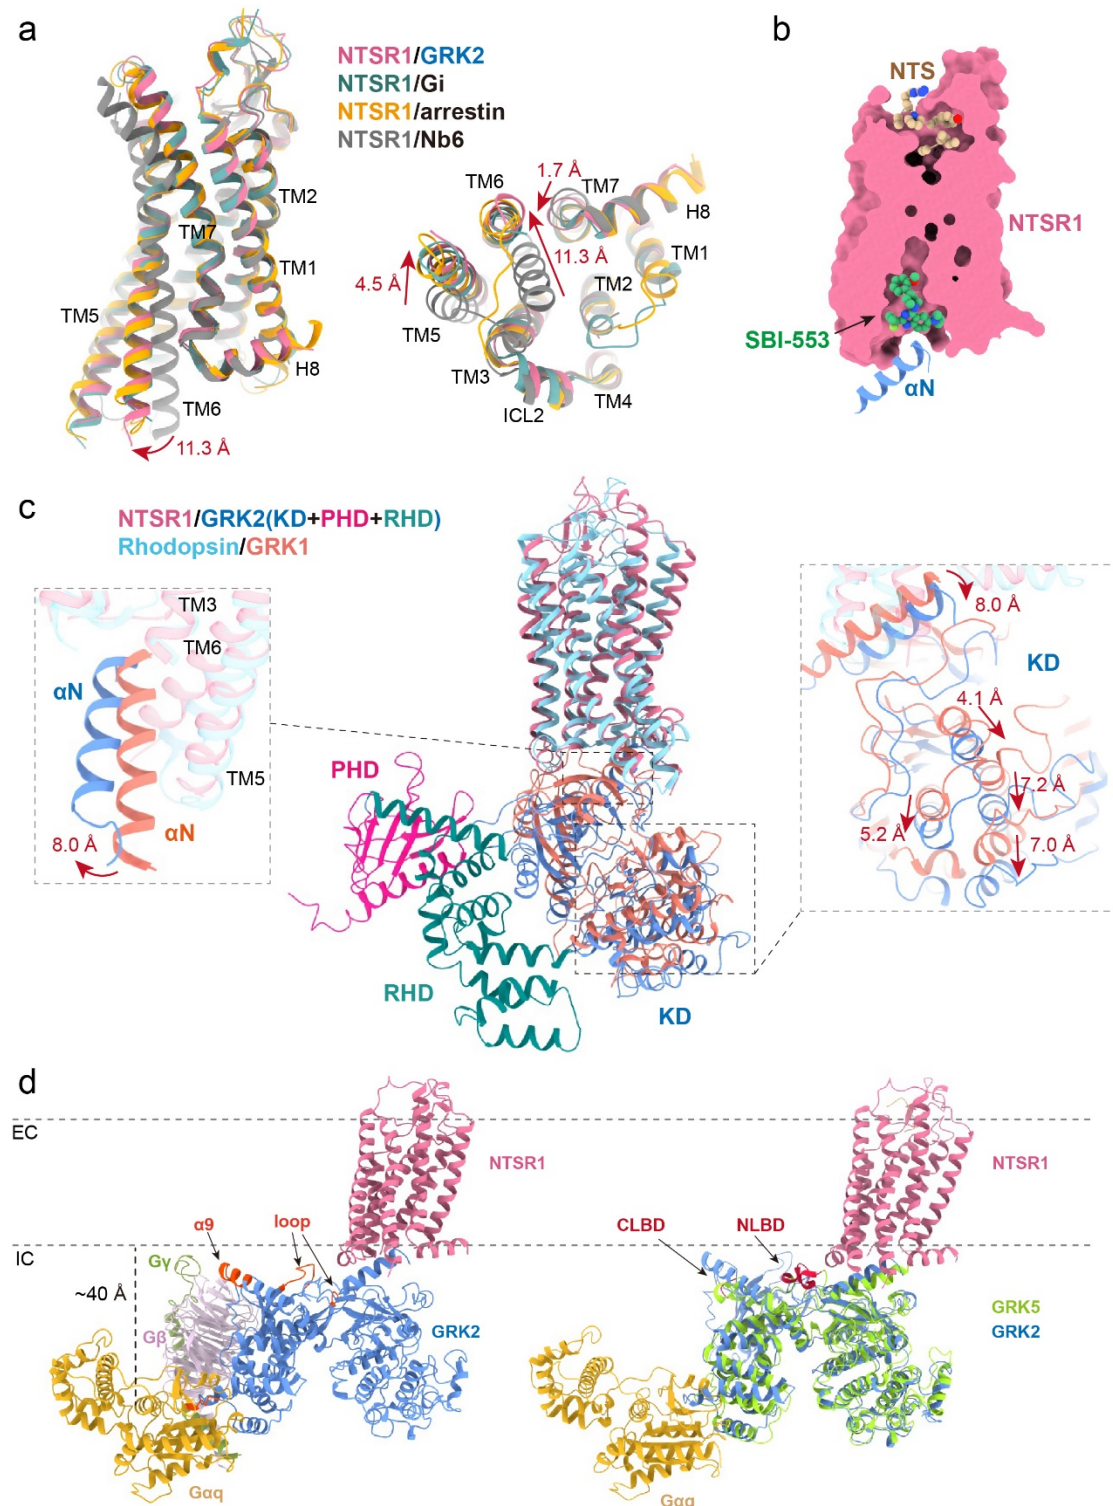 a
NTSR1/GRK2
NTSR1/Gi
NTSR1/arrestin
NTSR1/Nb6
TM2
TM7
TM1
TM5
H8
TM6
11.3 Å
1.7 Å
TM6
TM7
H8
11.3 Å
TM1
4.5 Å
TM2
TM5
TM3
TM4
ICL2
b
NTS
NTSR1
SBI-553
αN
c
NTSR1/GRK2(KD+PHD+RHD)
Rhodopsin/GRK1
TM3
TM6
αN
TM5
αN
8.0 Å
PHD
RHD
KD
8.0 Å
KD
4.1 Å
7.2 Å
5.2 Å
7.0 Å
d
EC
NTSR1
α9
loop
IC
Gγ
~40 Å
Gβ
GRK2
Gαq
NTSR1
CLBD
NLBD
GRK5
GRK2
Gαq